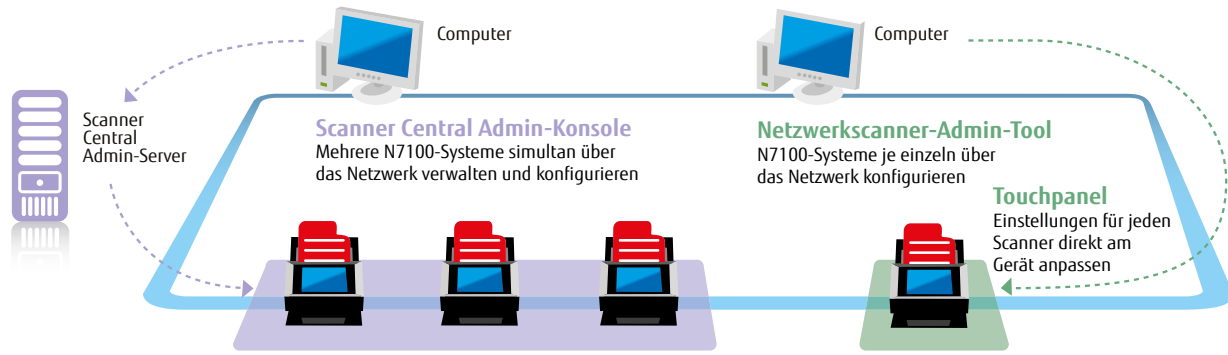 Computer
Computer
Scanner
Central
Admin-Server
Scanner Central Admin-Konsole
Mehrere N7100-Systeme simultan über
das Netzwerk verwalten und konfigurieren
Netzwerkscanner-Admin-Tool
N7100-Systeme je einzeln über
das Netzwerk konfigurieren
Touchpanel
Einstellungen für jeden
Scanner direkt am
Gerät anpassen